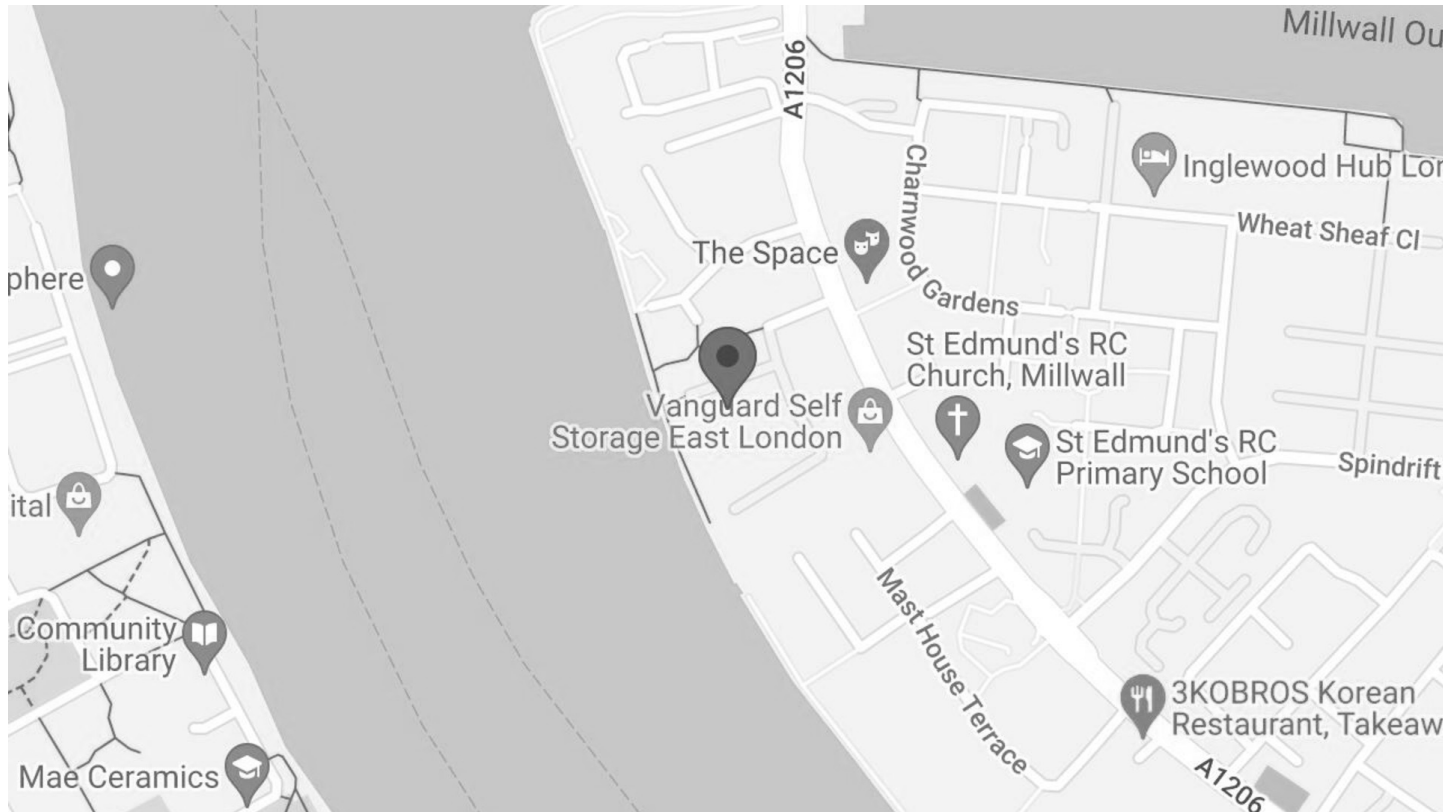 Millwall Ou
A1206
Inglewood Hub Lon
Charnwood Gardens
Wheat Sheaf Cl
The Space
phere
St Edmund's RC
Church, Millwall
Vanguard Self
Storage East London
St Edmund's RC
Primary School
Spindrift
ital
Mast House Terrace
Community
Library
3KOBROS Korean
Restaurant, Takeaw
Mae Ceramics
A1206